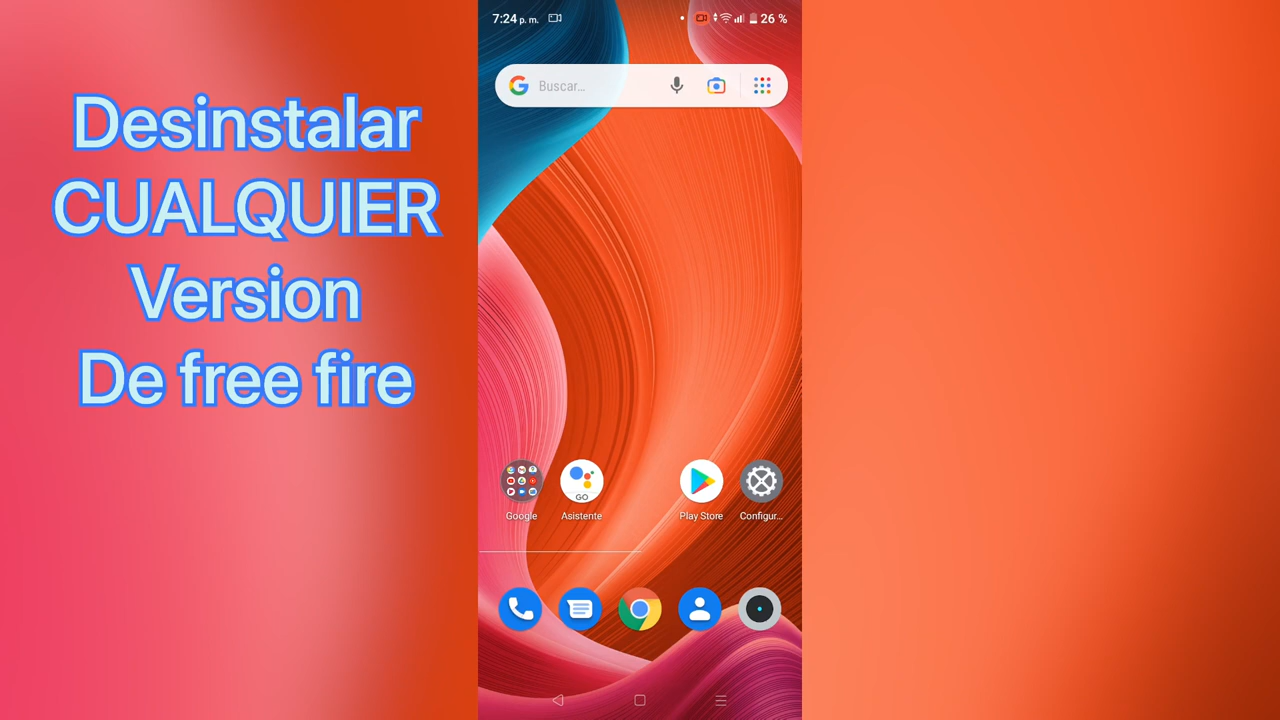 Desinstalar
CUALQUIER
Version
De free fire
7:24 p. m.
26 %
Buscar...
GO
Google
Asistente
Play Store
Configur...